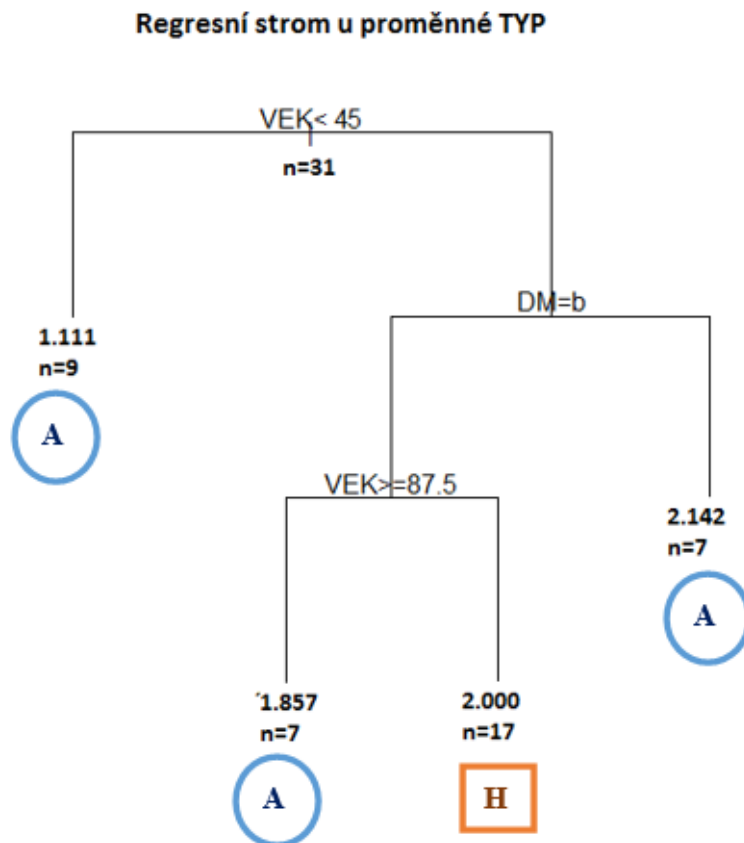 Regresní strom u proměnné TYP
VEK< 45
n=31
DM=b
1.111
n=9
A
VEK>=87.5
2.142
n=7
A
1.857
n=7
A
2.000
n=17
H